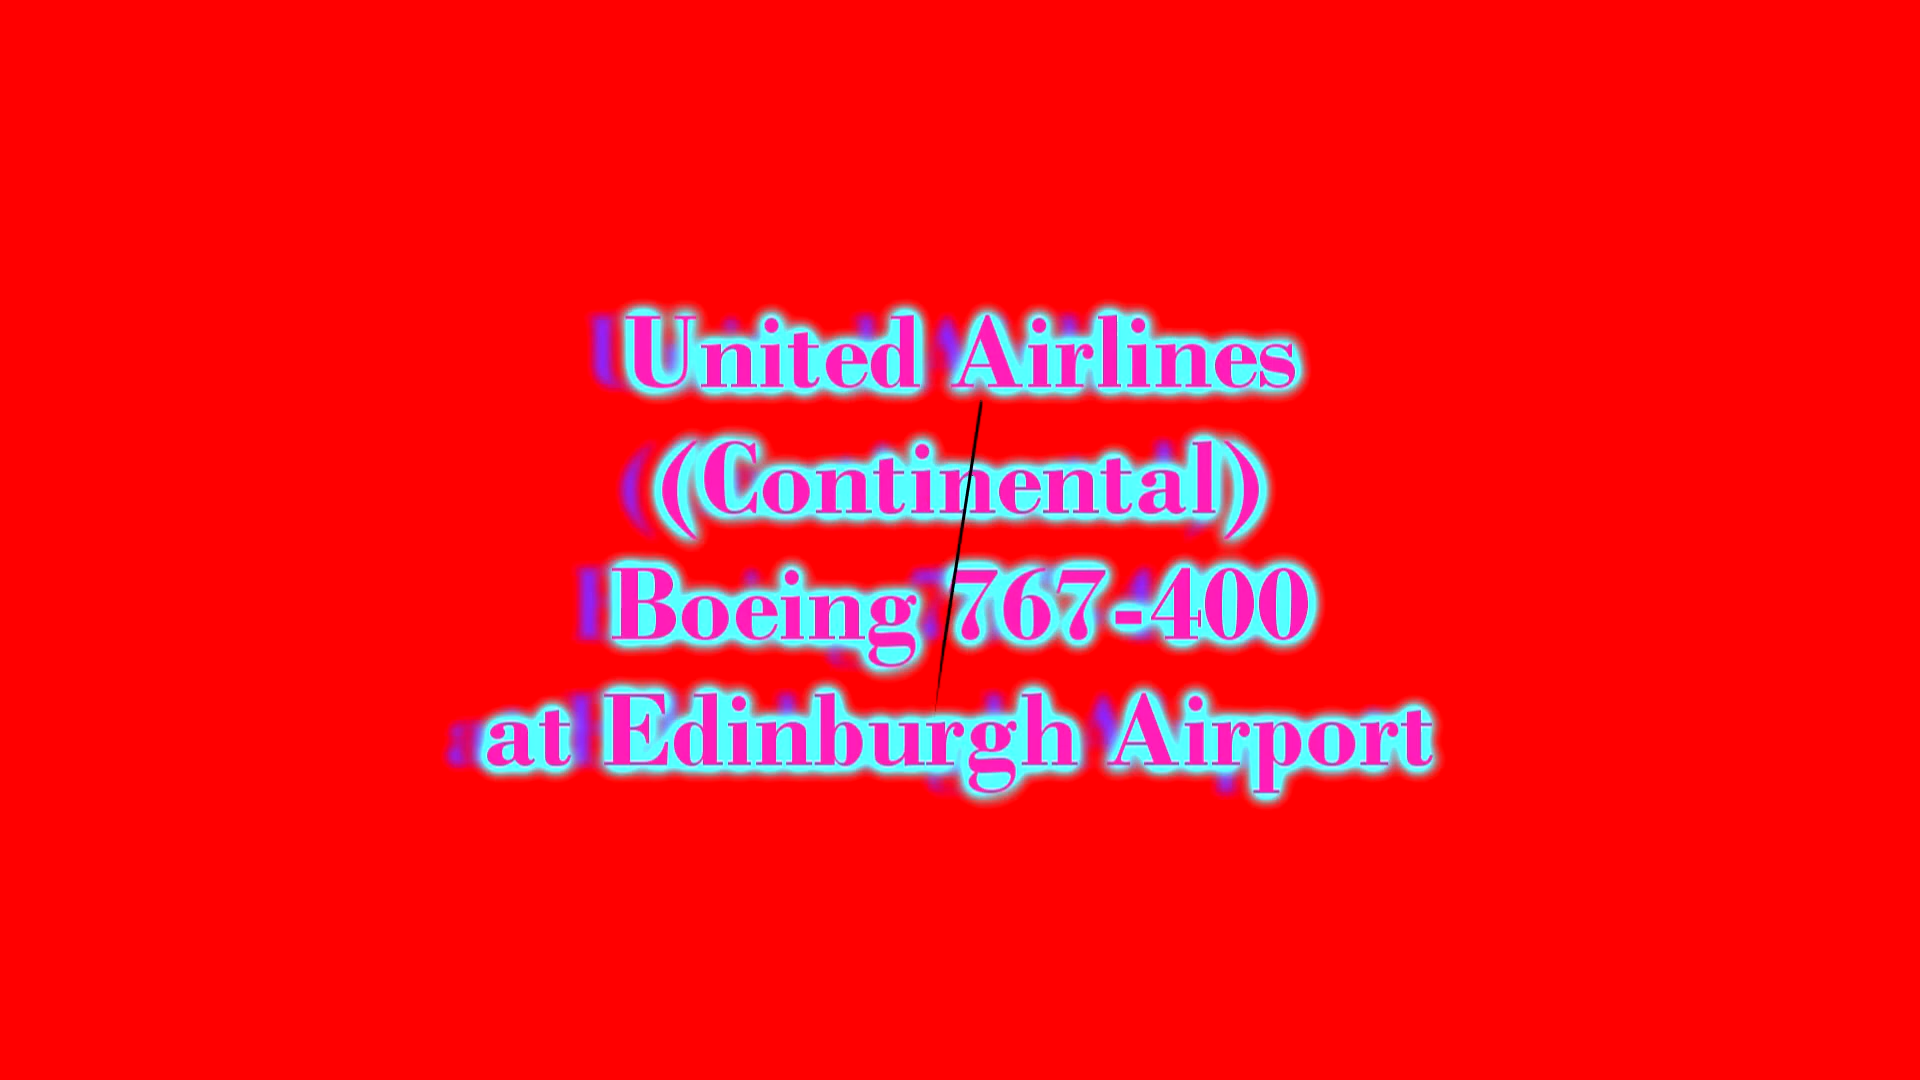 United Airlines
(Continental)
Boeing 767-400
at Edinburgh Airport